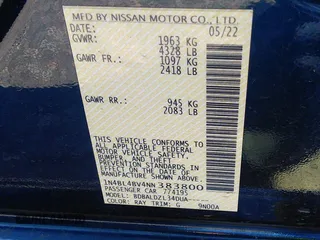 MFD BY NISSAN MOTOR CO., LTD.
DATE: 05/22
GVWR: 1963 KG
4328 LB
GAWR FR.: 1097 KG
2418 LB
GAWR RR.: 945 KG
2083 LB
THIS VEHICLE CONFORMS TO
ALL APPLICABLE FEDERAL
MOTOR VEHICLE SAFETY,
BUMPER, AND THEFT
PREVENTION STANDARDS IN
EFFECT ON THE DATE OF
MANUFACTURE SHOWN ABOVE.
1N4BL4BV4NN383800
PASSENGER CAR 774195
MODEL: BDBALDZL34DUA
COLOR: RAY TRIM: G 9N00A